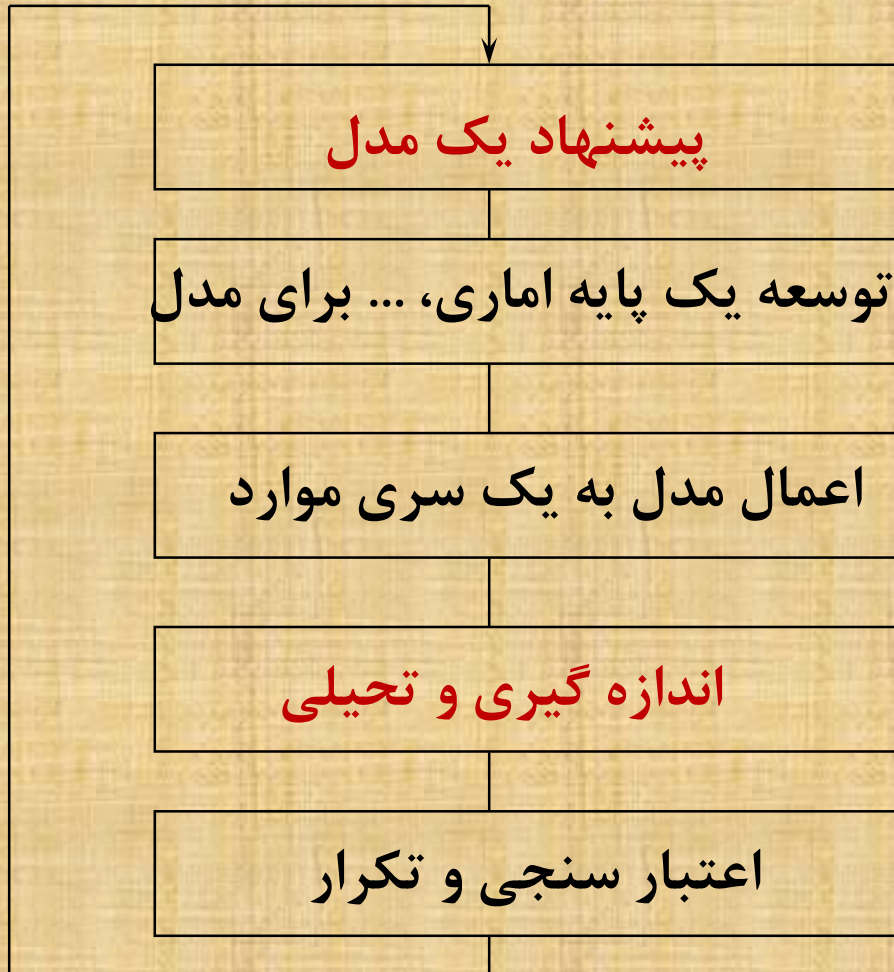 پیشنهاد یک مدل
توسعه یک پایه اماری، ... برای مدل
اعمال مدل به یک سری موارد
اندازه گیری و تحیلی
اعتبار سنجی و تکرار